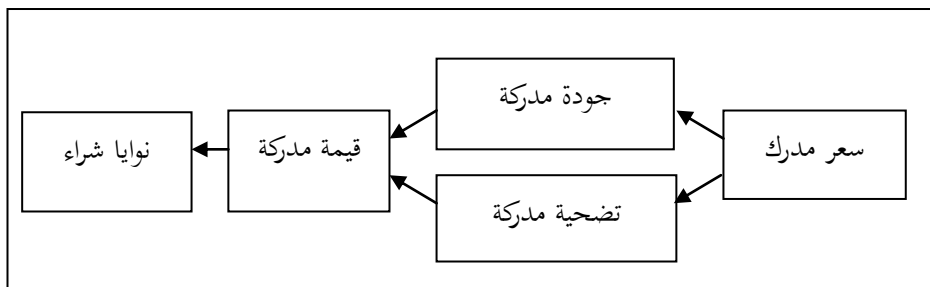 سعر مدرك
جودة مدركة
تضحية مدركة
قيمة مدركة
نوايا شراء